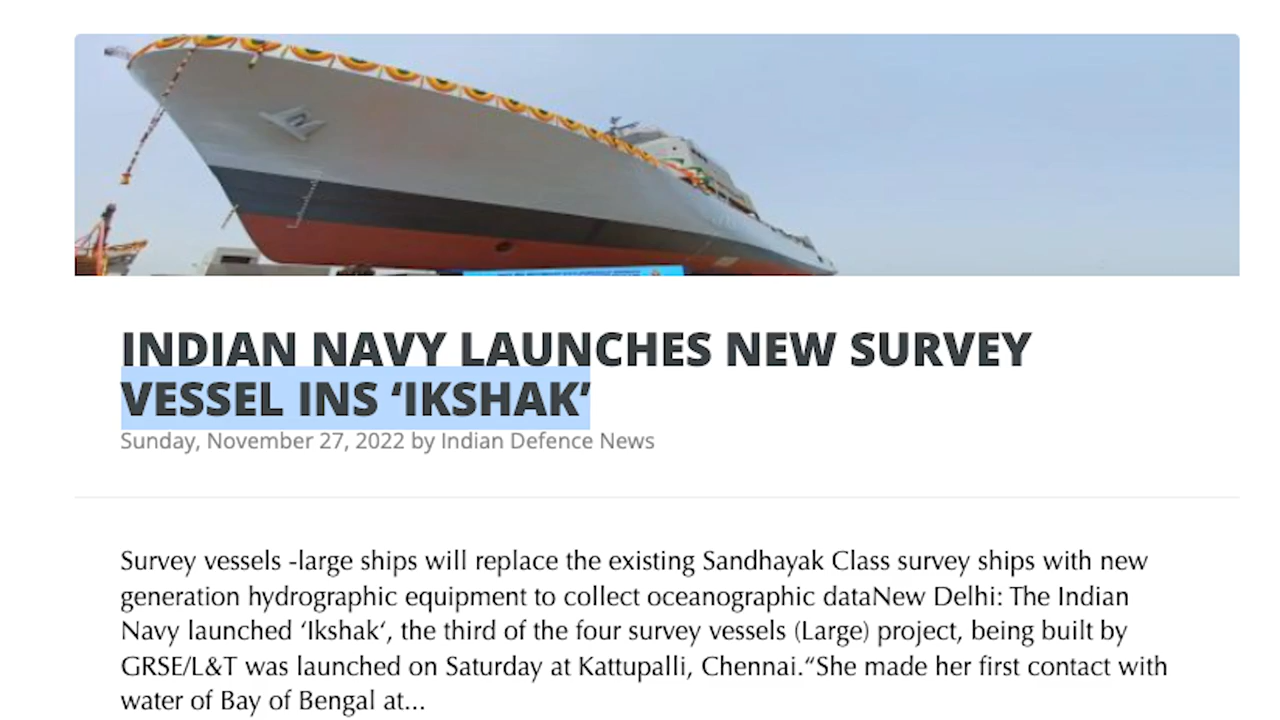 INDIAN NAVY LAUNCHES NEW SURVEY
VESSEL INS ‘IKSHAK’
Sunday, November 27, 2022 by Indian Defence News
Survey vessels -large ships will replace the existing Sandhayak Class survey ships with new
generation hydrographic equipment to collect oceanographic dataNew Delhi: The Indian
Navy launched ‘Ikshak‘, the third of the four survey vessels (Large) project, being built by
GRSE/L&T was launched on Saturday at Kattupalli, Chennai.“She made her first contact with
water of Bay of Bengal at...